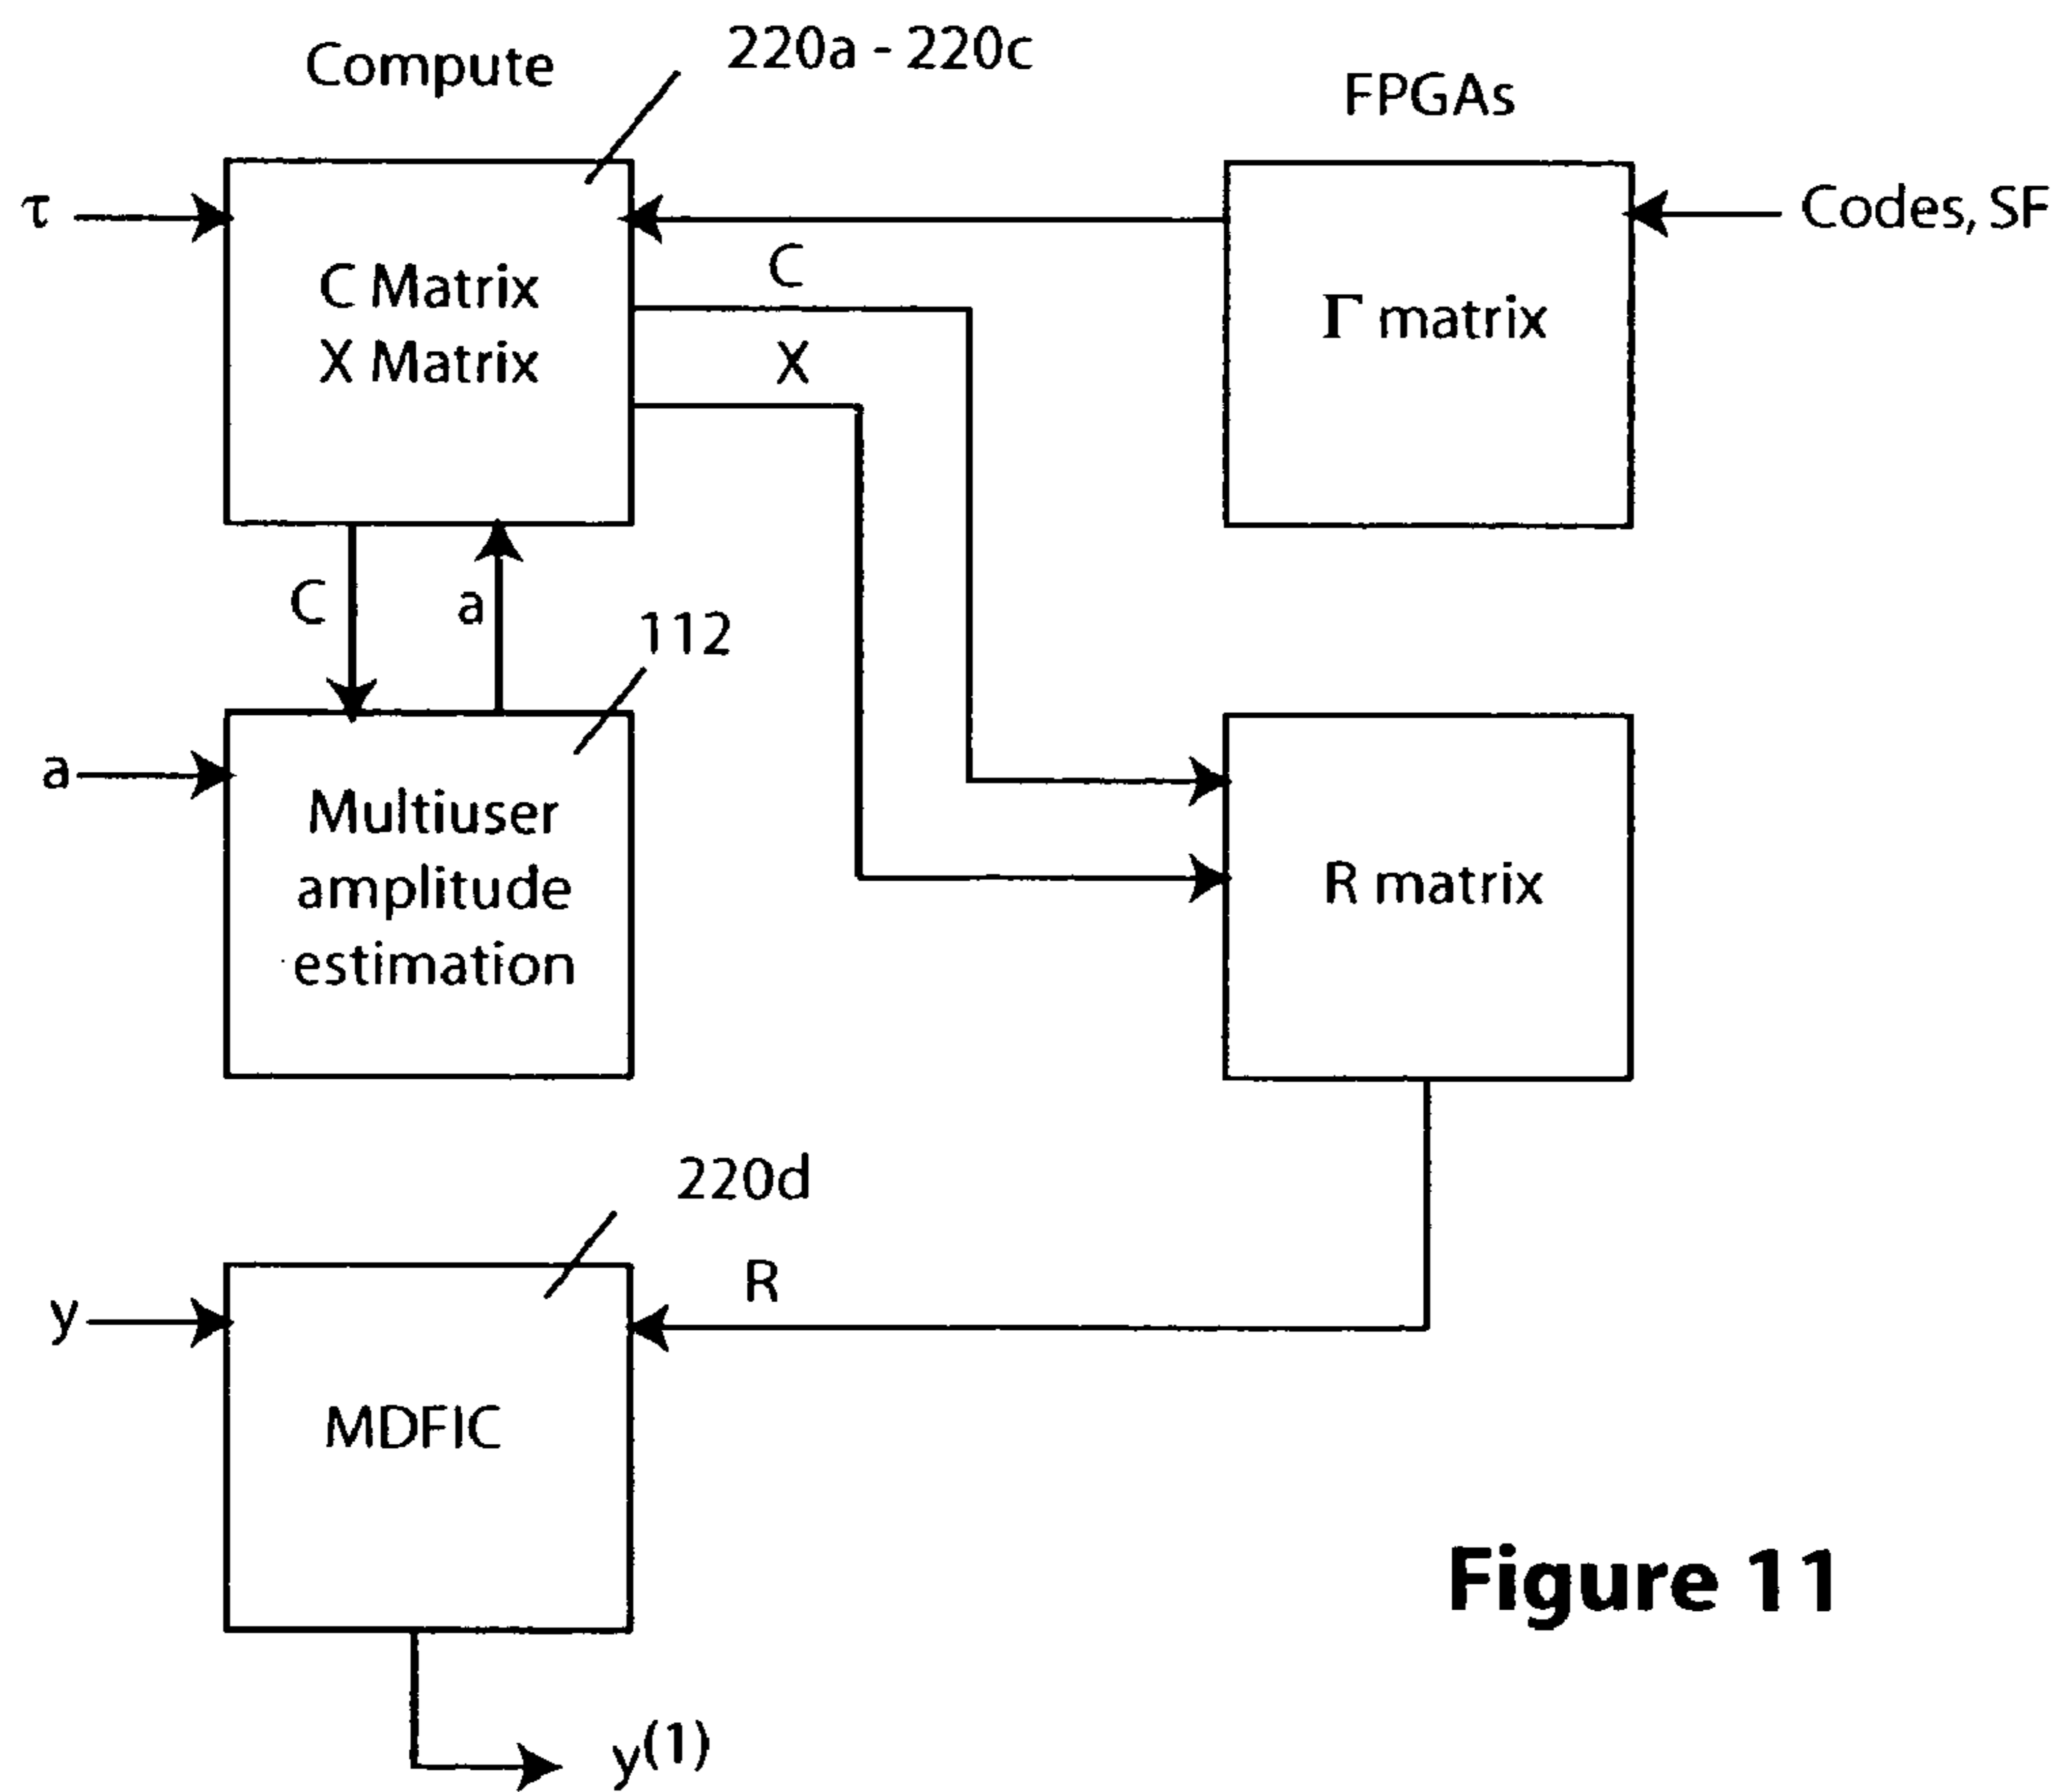 Compute
220a - 220c
FPGAs
τ
C Matrix
X Matrix
C
X
Γ matrix
Codes, SF
C
a
112
a
Multiuser
amplitude
estimation
R matrix
220d
R
y
MDFIC
y(1)
Figure 11